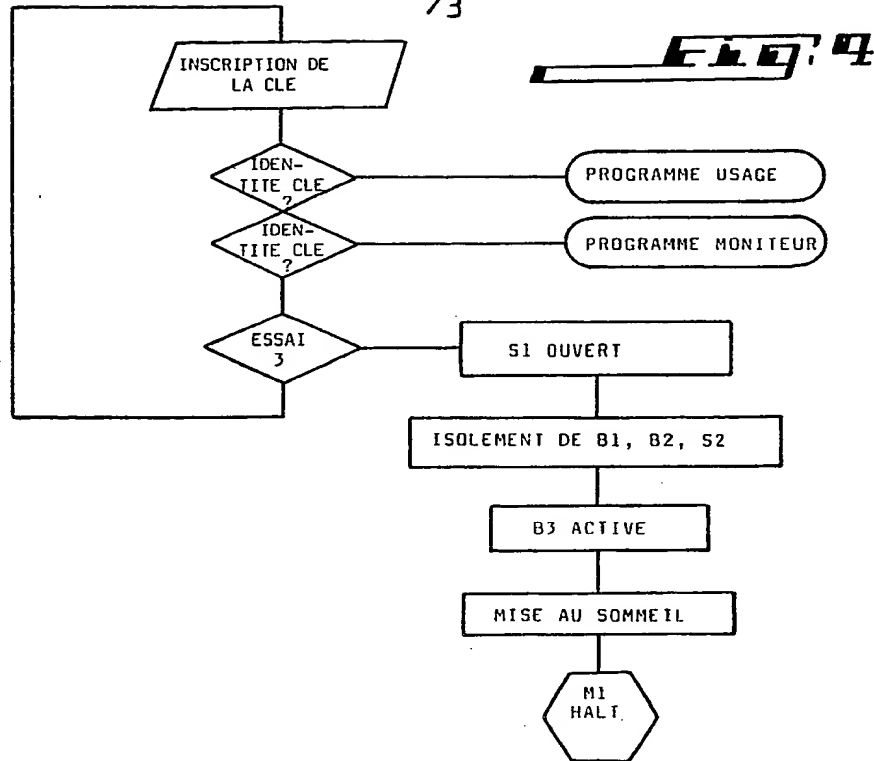 /3
Fig. 4
INSCRIPTION DE
LA CLE
IDEN-
TITE CLE
?
PROGRAMME USAGE
IDEN-
TITE CLE
?
PROGRAMME MONITEUR
ESSAI
3
S1 OUVERT
ISOLEMENT DE B1, B2, S2
B3 ACTIVE
MISE AU SOMMEIL
M1
HALT